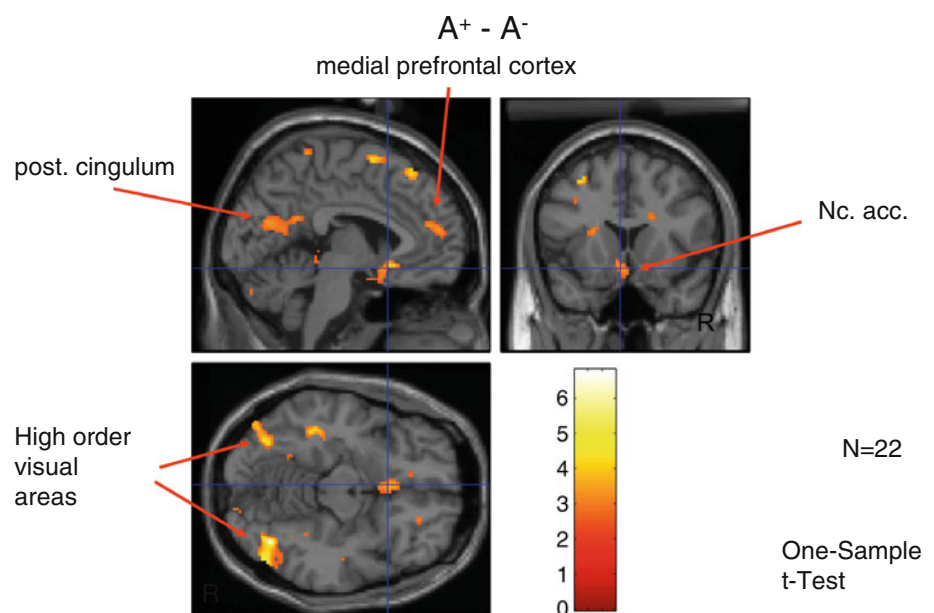 A⁺ - A⁻
medial prefrontal cortex
post. cingulum
Nc. acc.
R
High order
visual
areas
R
6
5
4
3
2
1
0
N=22
One-Sample
t-Test